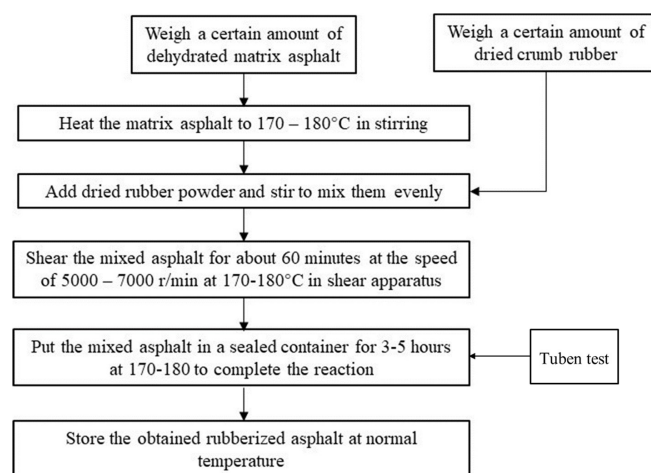 Weigh a certain amount of
dehydrated matrix asphalt
Weigh a certain amount of
dried crumb rubber
Heat the matrix asphalt to 170 – 180°C in stirring
Add dried rubber powder and stir to mix them evenly
Shear the mixed asphalt for about 60 minutes at the speed
of 5000 – 7000 r/min at 170-180°C in shear apparatus
Put the mixed asphalt in a sealed container for 3-5 hours
at 170-180 to complete the reaction
Tuben test
Store the obtained rubberized asphalt at normal
temperature